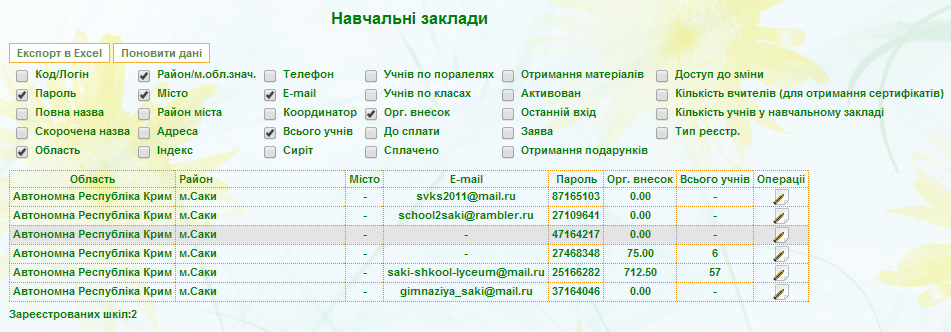 Навчальні заклади
Експорт в Excel Поновити дані
Код/Логін Район/м.обл.знач. Телефон Учнів по поралелях Отримання матеріалів Доступ до зміни
Пароль Місто E-mail Учнів по класах Активован Кількість вчителів (для отримання сертифікатів)
Повна назва Район міста Координатор Орг. внесок Останній вхід Кількість учнів у навчальному закладі
Скорочена назва Адреса Всього учнів До сплати Заява Тип реєстр.
Область Індекс Сиріт Сплачено Отримання подарунків
Область Район Місто E-mail Пароль Орг. внесок Всього учнів Операції
Автономна Республіка Крим м.Саки - svks2011@mail.ru 87165103 0.00 -
Автономна Республіка Крим м.Саки - school2saki@rambler.ru 27109641 0.00 -
Автономна Республіка Крим м.Саки - - 47164217 0.00 -
Автономна Республіка Крим м.Саки - - 27468348 75.00 6
Автономна Республіка Крим м.Саки - saki-shkool-lyceum@mail.ru 25166282 712.50 57
Автономна Республіка Крим м.Саки - gimnaziya_saki@mail.ru 37164046 0.00 -
Зареєстрованих шкіл:2